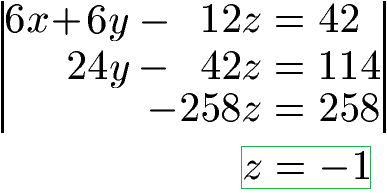 6x+6y − 12z = 42
24y − 42z = 114
−258z = 258
z = −1